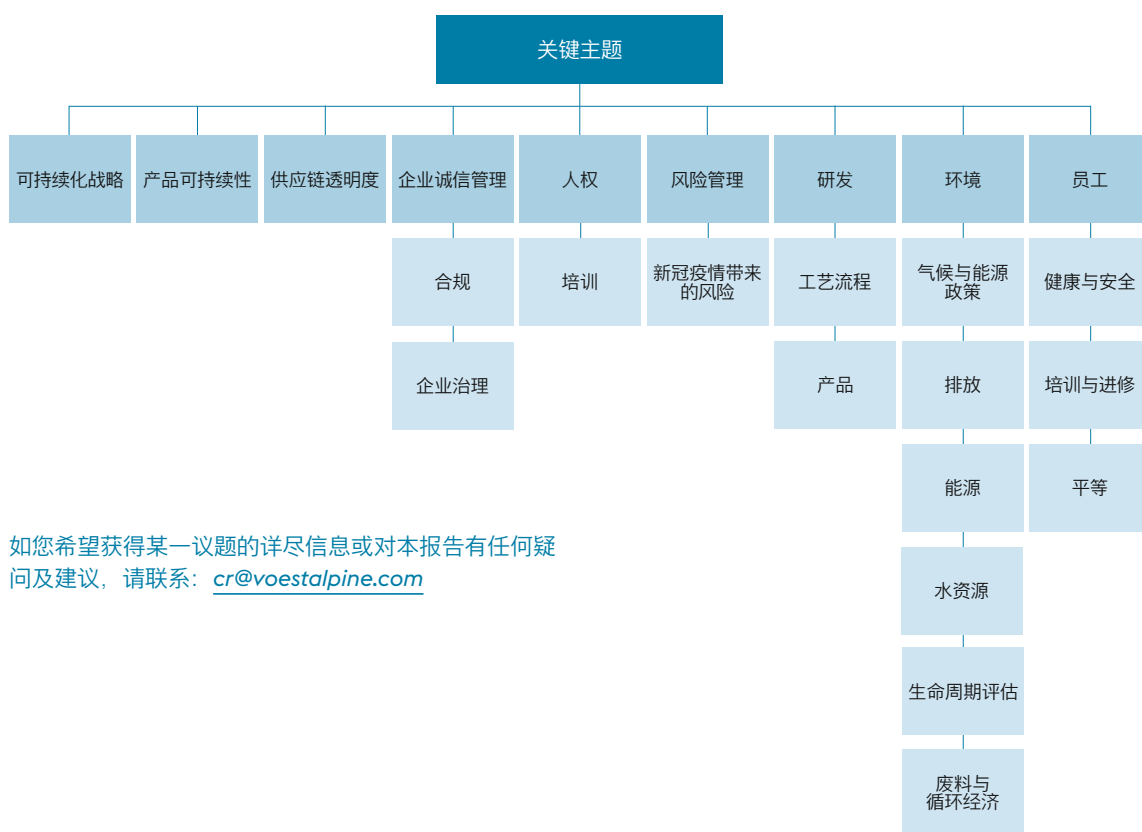 关键主题
可持续化战略
产品可持续性
供应链透明度
企业诚信管理
人权
风险管理
研发
环境
员工
合规
培训
新冠疫情带来
的风险
工艺流程
气候与能源
政策
健康与安全
企业治理
产品
排放
培训与进修
能源
平等
如您希望获得某一议题的详尽信息或对本报告有任何疑
问及建议，请联系：cr@voestalpine.com
水资源
生命周期评估
废料与
循环经济